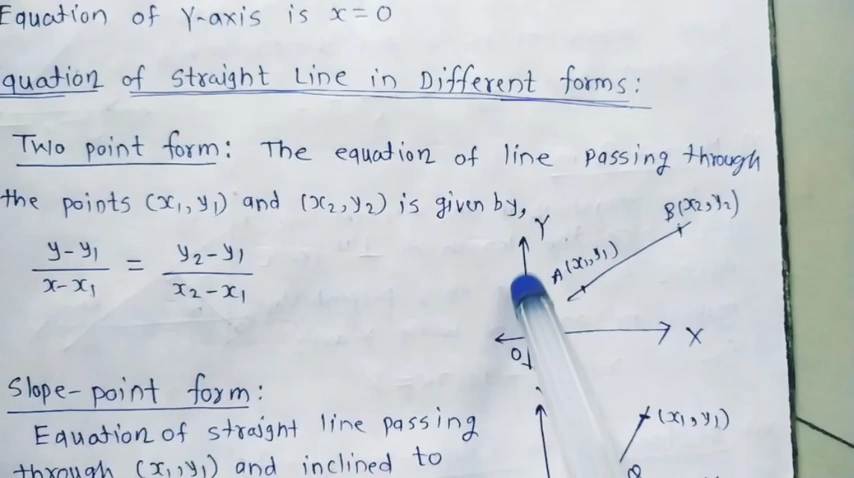 Equation of Y-axis is x=0
quation of Straight Line in Different forms:
Two point form: The equation of line passing through
the points (x₁, y₁) and (x₂, y₂) is given by,
y-y₁ / x-x₁ = y₂-y₁ / x₂-x₁
Y
A(x₁, y₁)
B(x₂, y₂)
X
O
Slope-point form:
Equation of straight line passing
through (x₁, y₁) and inclined to
(x₁, y₁)
θ